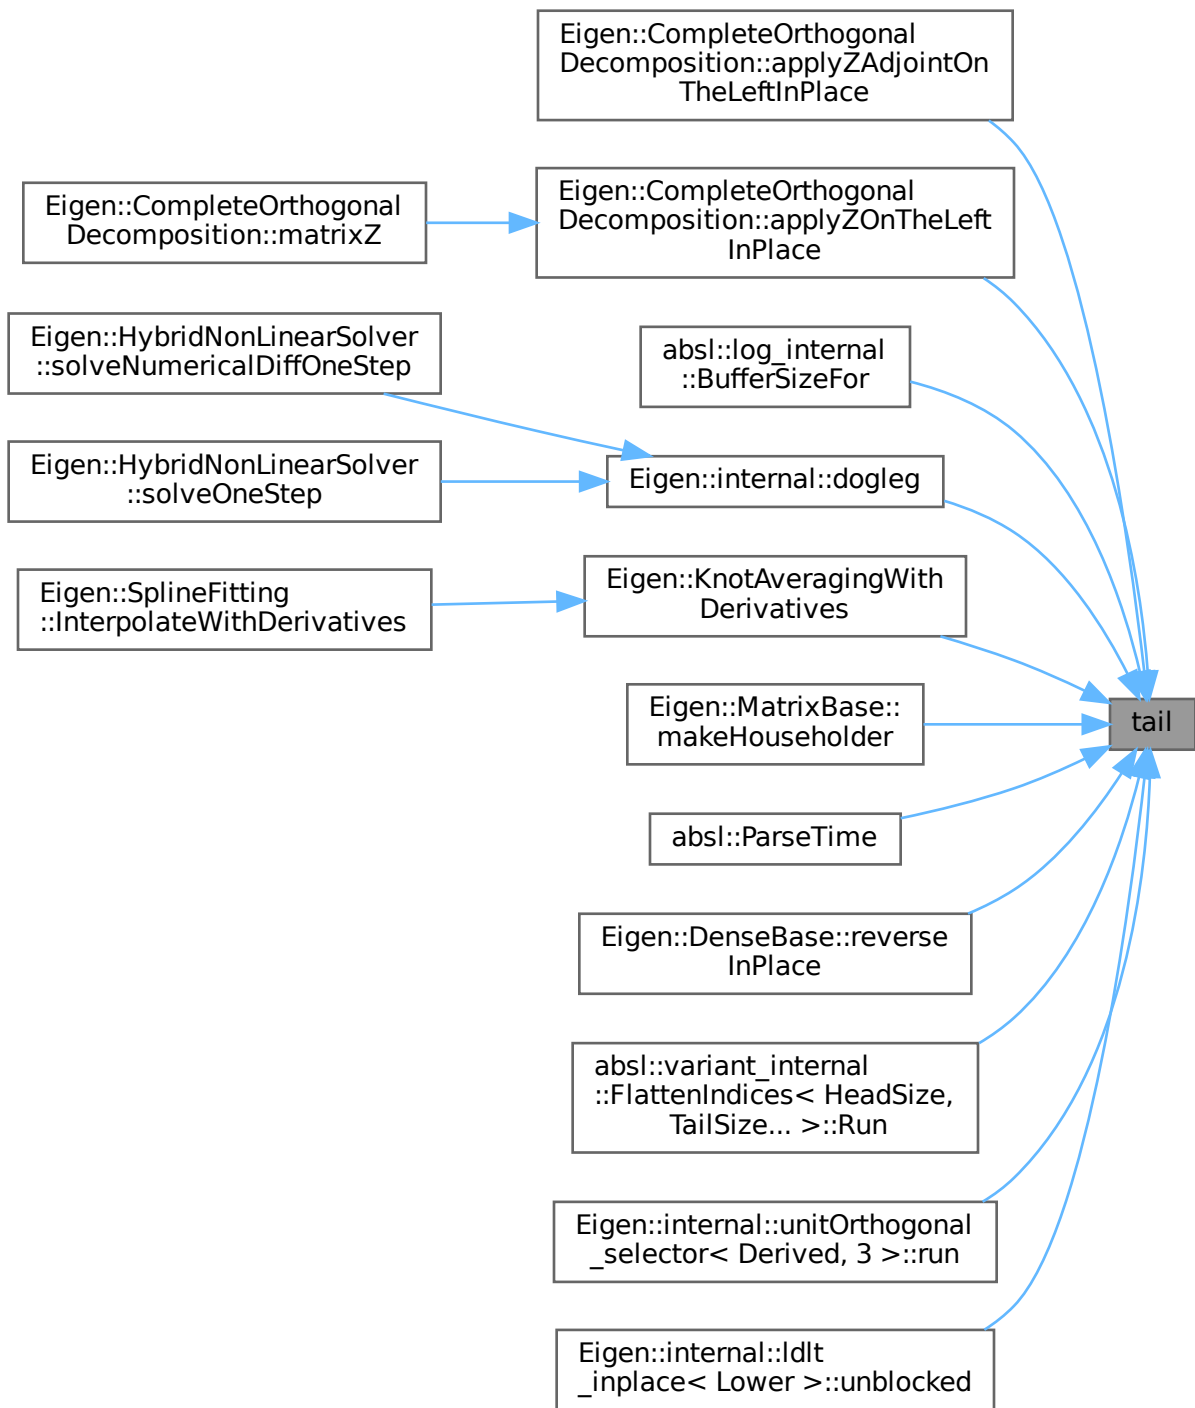 Eigen::CompleteOrthogonal
Decomposition::applyZAdjointOn
TheLeftInPlace
Eigen::CompleteOrthogonal
Decomposition::matrixZ
Eigen::CompleteOrthogonal
Decomposition::applyZOnTheLeft
InPlace
Eigen::HybridNonLinearSolver
::solveNumericalDiffOneStep
absl::log_internal
::BufferSizeFor
Eigen::HybridNonLinearSolver
::solveOneStep
Eigen::internal::dogleg
Eigen::SplineFitting
::InterpolateWithDerivatives
Eigen::KnotAveragingWith
Derivatives
Eigen::MatrixBase::
makeHouseholder
tail
absl::ParseTime
Eigen::DenseBase::reverse
InPlace
absl::variant_internal
::FlattenIndices< HeadSize,
TailSize... >::Run
Eigen::internal::unitOrthogonal
_selector< Derived, 3 >::run
Eigen::internal::ldlt
_inplace< Lower >::unblocked